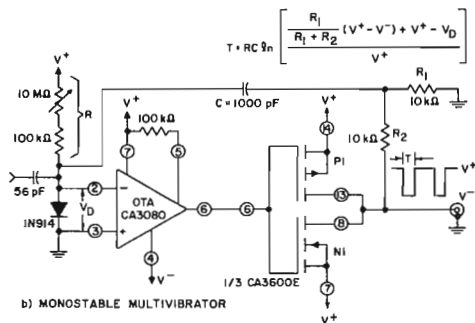 T = RC ℓn [ ( R1 / (R1 + R2) (V+ − V−) + V+ − VD ) / V+ ]
V+
10 MΩ
R
100 kΩ
56 pF
1N914
VD
V+
100 kΩ
7
5
2
−
OTA
CA3080
3
+
4
V−
6
6
C = 1000 pF
R1
10 kΩ
10 kΩ
R2
V+
14
P1
13
8
N1
7
V+
1/3 CA3600E
T
V+
V−
b) MONOSTABLE MULTIVIBRATOR